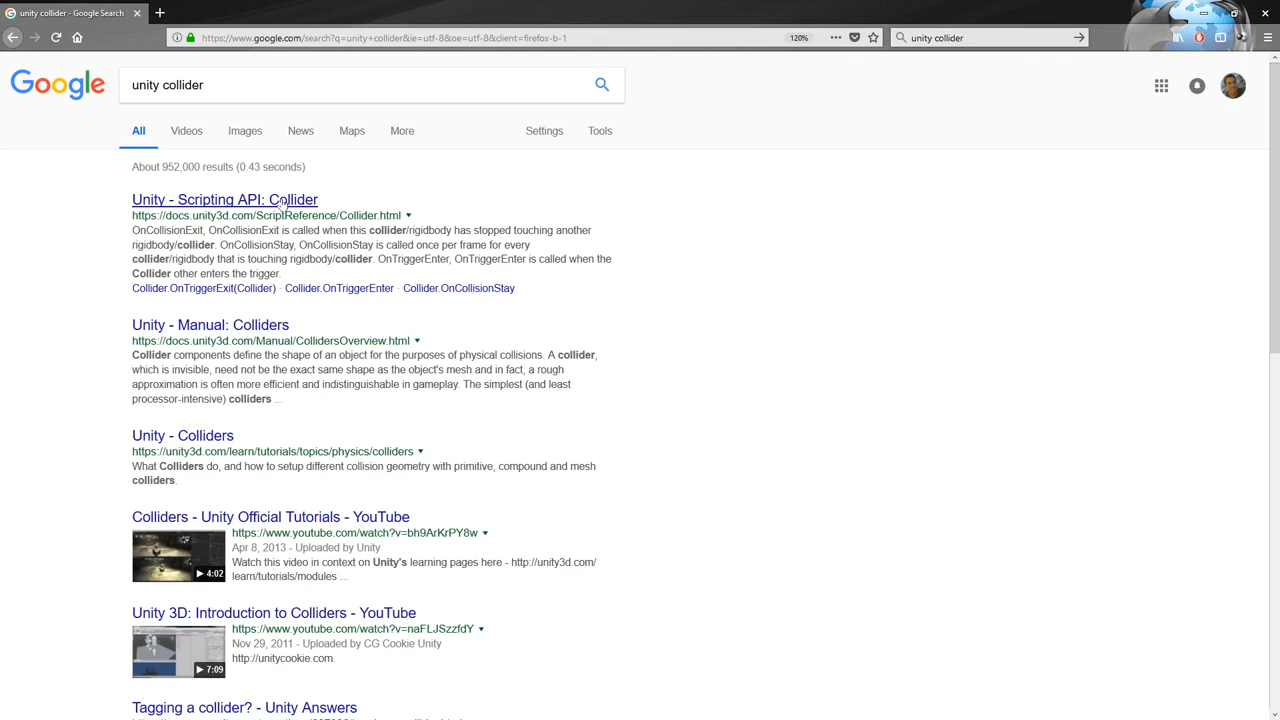 unity collider - Google Search
https://www.google.com/search?q=unity+collider&ie=utf-8&oe=utf-8&client=firefox-b-1
120%
unity collider
Google
unity collider
All Videos Images News Maps More Settings Tools
About 952,000 results (0.43 seconds)
Unity - Scripting API: Collider
https://docs.unity3d.com/ScriptReference/Collider.html
OnCollisionExit, OnCollisionExit is called when this collider/rigidbody has stopped touching another
rigidbody/collider. OnCollisionStay, OnCollisionStay is called once per frame for every
collider/rigidbody that is touching rigidbody/collider. OnTriggerEnter, OnTriggerEnter is called when the
Collider other enters the trigger.
Collider.OnTriggerExit(Collider) · Collider.OnTriggerEnter · Collider.OnCollisionStay
Unity - Manual: Colliders
https://docs.unity3d.com/Manual/CollidersOverview.html
Collider components define the shape of an object for the purposes of physical collisions. A collider,
which is invisible, need not be the exact same shape as the object's mesh and in fact, a rough
approximation is often more efficient and indistinguishable in gameplay. The simplest (and least
processor-intensive) colliders ...
Unity - Colliders
https://unity3d.com/learn/tutorials/topics/physics/colliders
What Colliders do, and how to setup different collision geometry with primitive, compound and mesh
colliders.
Colliders - Unity Official Tutorials - YouTube
https://www.youtube.com/watch?v=bh9ArKrPY8w
Apr 8, 2013 - Uploaded by Unity
Watch this video in context on Unity's learning pages here - http://unity3d.com/
learn/tutorials/modules ...
4:02
Unity 3D: Introduction to Colliders - YouTube
https://www.youtube.com/watch?v=naFLJSzzfdY
Nov 29, 2011 - Uploaded by CG Cookie Unity
http://unitycookie.com.
7:09
Tagging a collider? - Unity Answers